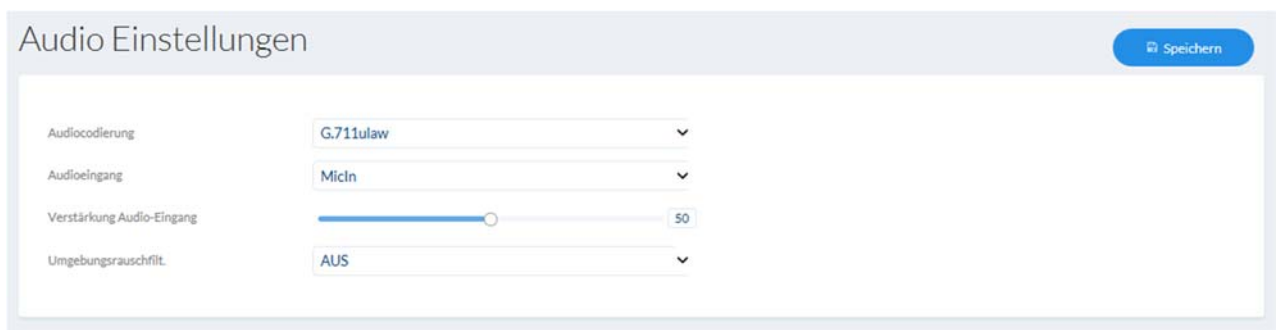 Audio Einstellungen
Speichern
Audiocodierung G.711ulaw
Audioeingang MicIn
Verstärkung Audio-Eingang 50
Umgebungsrauschfilt. AUS